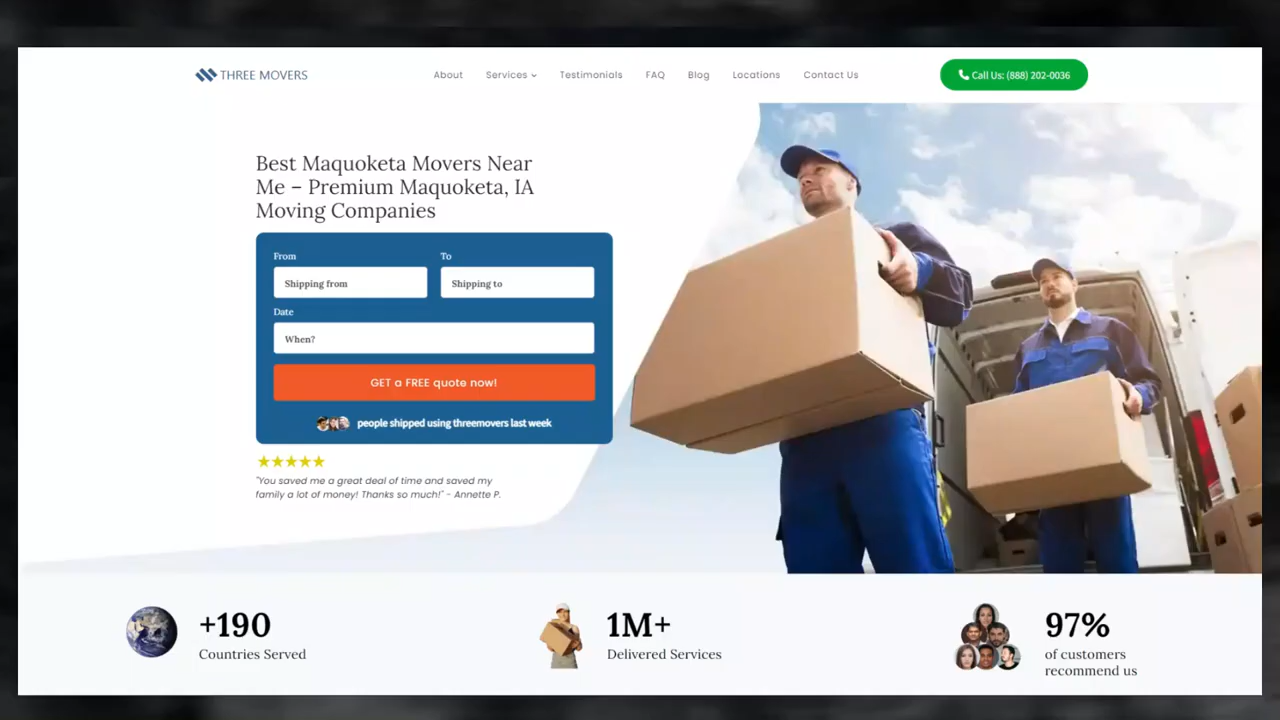 THREE MOVERS
About
Services
Testimonials
FAQ
Blog
Locations
Contact Us
Call Us: (888) 202-0036
Best Maquoketa Movers Near
Me – Premium Maquoketa, IA
Moving Companies
From
To
Shipping from
Shipping to
Date
When?
GET a FREE quote now!
people shipped using threemovers last week
"You saved me a great deal of time and saved my
family a lot of money! Thanks so much!" - Annette P.
+190
Countries Served
1M+
Delivered Services
97%
of customers
recommend us